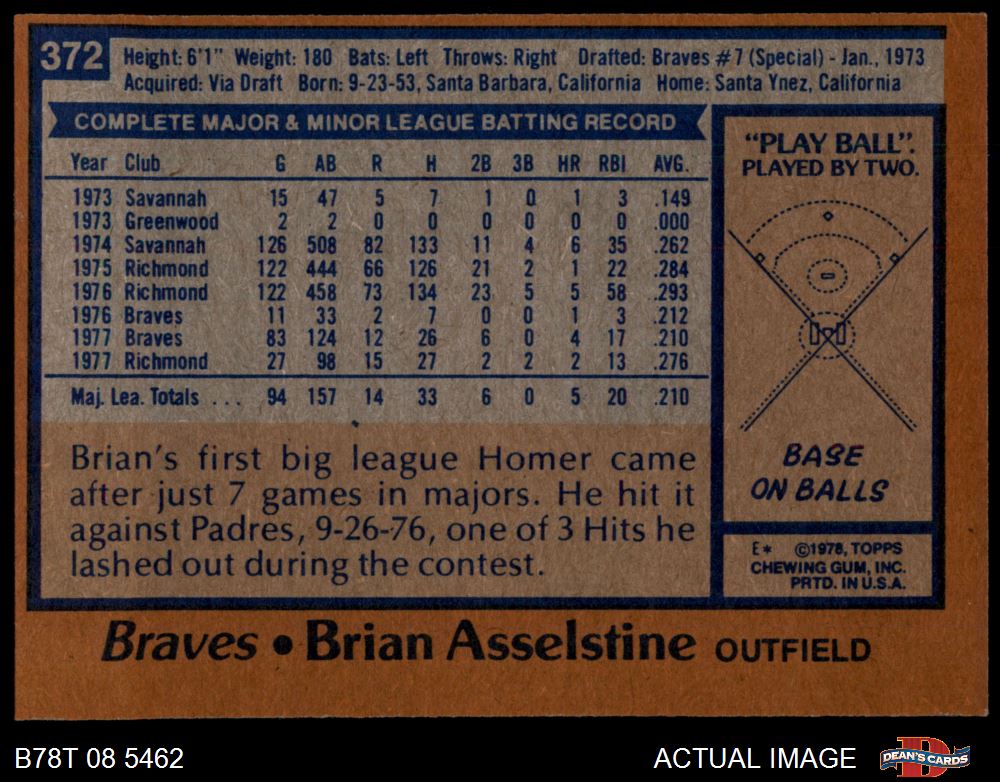 372
Height: 6'1" Weight: 180 Bats: Left Throws: Right Drafted: Braves #7 (Special) - Jan., 1973
Acquired: Via Draft Born: 9-23-53, Santa Barbara, California Home: Santa Ynez, California
COMPLETE MAJOR & MINOR LEAGUE BATTING RECORD
Year Club G AB R H 2B 3B HR RBI AVG.
1973 Savannah 15 47 5 7 1 0 1 3 .149
1973 Greenwood 2 2 0 0 0 0 0 0 .000
1974 Savannah 126 508 82 133 11 4 6 35 .262
1975 Richmond 122 444 66 126 21 2 1 22 .284
1976 Richmond 122 458 73 134 23 5 5 58 .293
1976 Braves 11 33 2 7 0 0 1 3 .212
1977 Braves 83 124 12 26 6 0 4 17 .210
1977 Richmond 27 98 15 27 2 2 2 13 .276
Maj. Lea. Totals . . . 94 157 14 33 6 0 5 20 .210
Brian's first big league Homer came
after just 7 games in majors. He hit it
against Padres, 9-26-76, one of 3 Hits he
lashed out during the contest.
"PLAY BALL".
PLAYED BY TWO.
BASE
ON BALLS
E* ©1978, TOPPS
CHEWING GUM, INC.
PRTD. IN U.S.A.
Braves • Brian Asselstine OUTFIELD
B78T 08 5462
ACTUAL IMAGE
DEAN'S CARDS